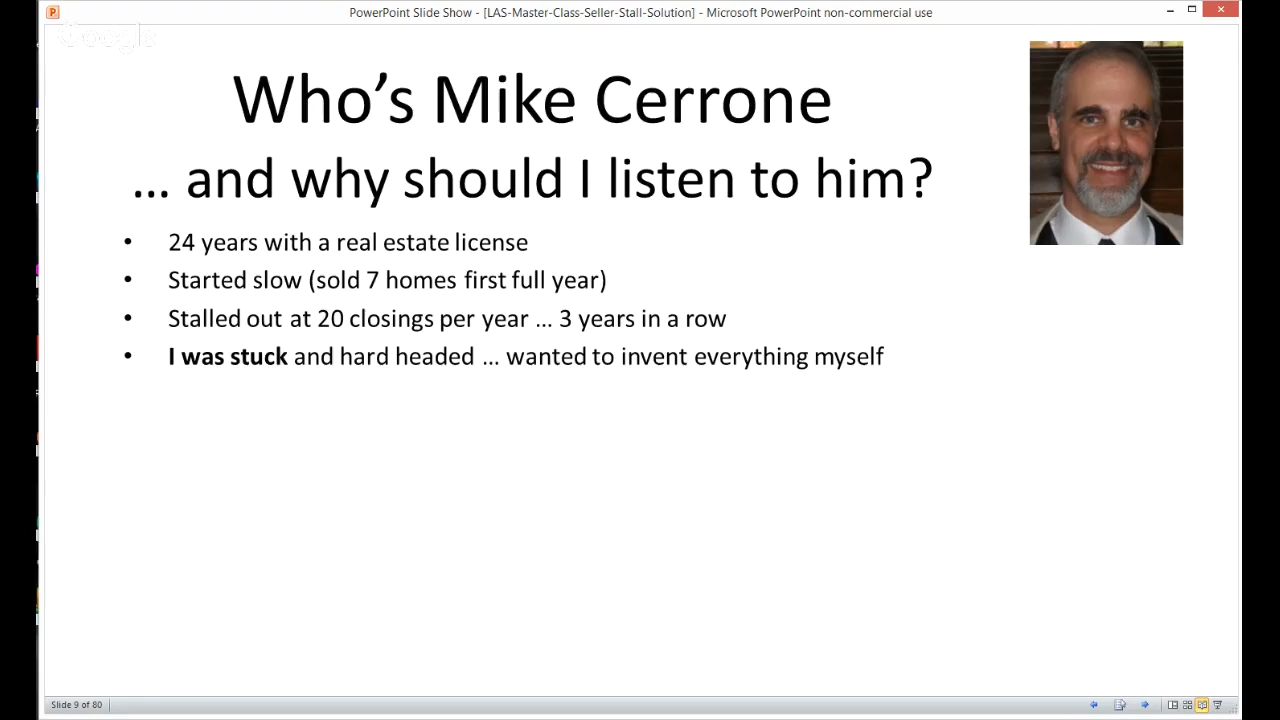 PowerPoint Slide Show - [LAS-Master-Class-Seller-Stall-Solution] - Microsoft PowerPoint non-commercial use
Google
Who's Mike Cerrone
... and why should I listen to him?
• 24 years with a real estate license
• Started slow (sold 7 homes first full year)
• Stalled out at 20 closings per year ... 3 years in a row
• I was stuck and hard headed ... wanted to invent everything myself
Slide 9 of 80